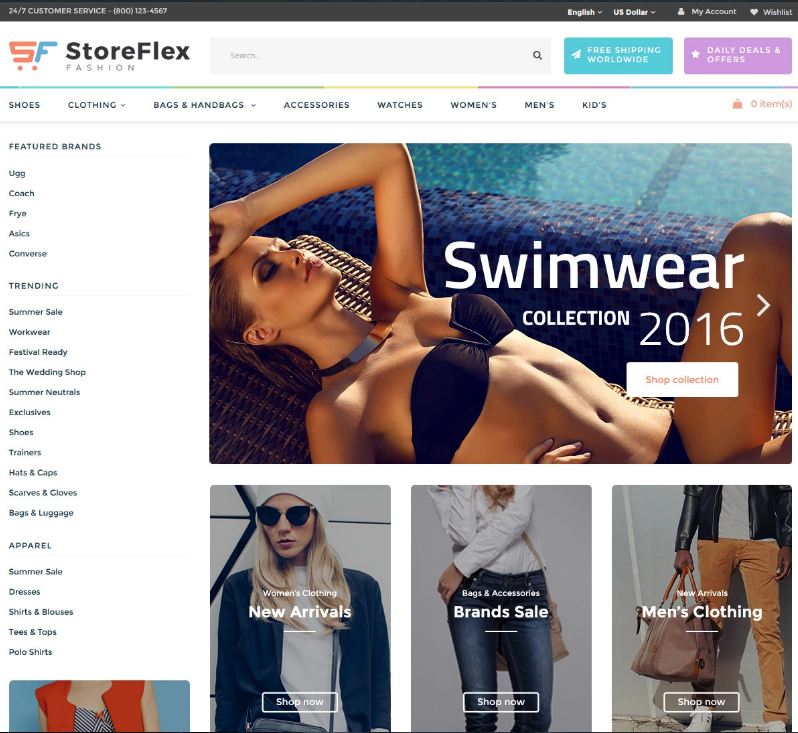 24/7 CUSTOMER SERVICE - (800) 123-4567
English
US Dollar
My Account
Wishlist
SF StoreFlex
FASHION
Search...
FREE SHIPPING
WORLDWIDE
DAILY DEALS &
OFFERS
SHOES
CLOTHING
BAGS & HANDBAGS
ACCESSORIES
WATCHES
WOMEN'S
MEN'S
KID'S
0 item(s)
FEATURED BRANDS
Ugg
Coach
Frye
Asics
Converse
TRENDING
Summer Sale
Workwear
Festival Ready
The Wedding Shop
Summer Neutrals
Exclusives
Shoes
Trainers
Hats & Caps
Scarves & Gloves
Bags & Luggage
APPAREL
Summer Sale
Dresses
Shirts & Blouses
Tees & Tops
Polo Shirts
Swimwear
COLLECTION 2016
Shop collection
Women's Clothing
New Arrivals
Shop now
Bags & Accessories
Brands Sale
Shop now
New Arrivals
Men's Clothing
Shop now